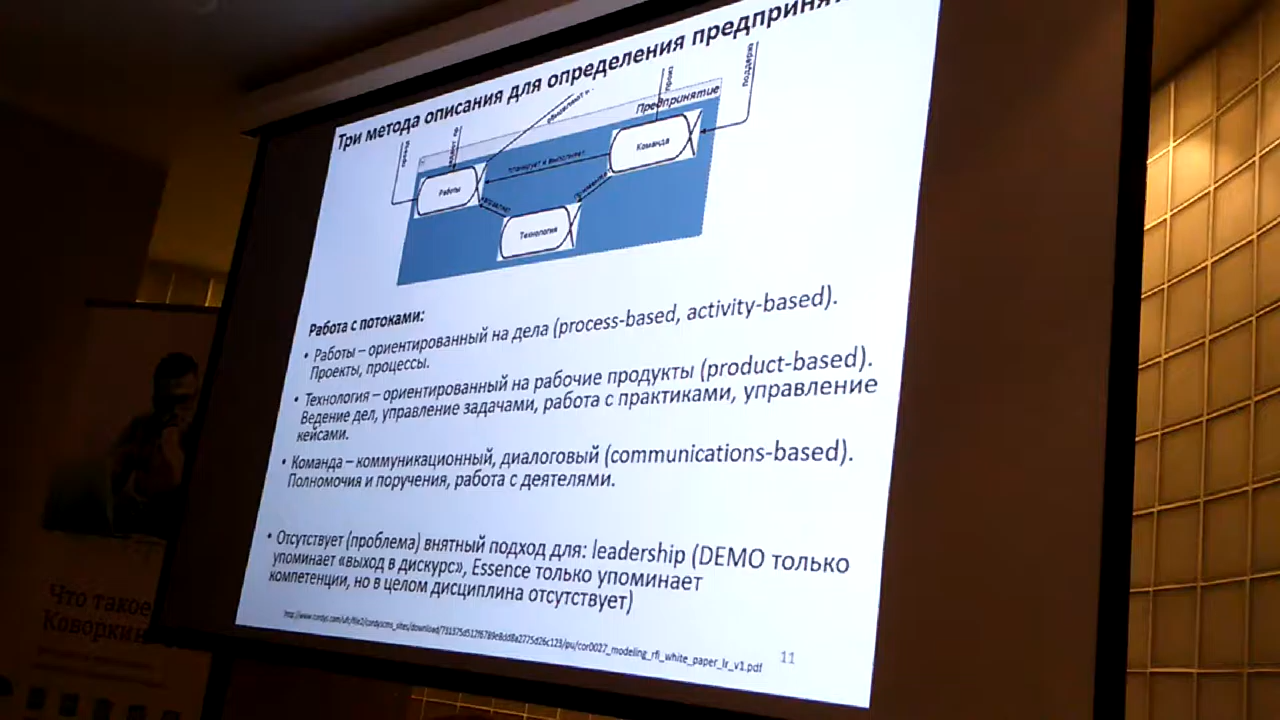 Три метода описания для определения
Предприятие
Команда
планирует и выполняет
Работы
Технология
Работа с потоками:
• Работы – ориентированный на дела (process-based, activity-based).
Проекты, процессы.
• Технология – ориентированный на рабочие продукты (product-based).
Ведение дел, управление задачами, работа с практиками, управление
кейсами.
• Команда – коммуникационный, диалоговый (communications-based).
Полномочия и поручения, работа с деятелями.
• Отсутствует (проблема) внятный подход для: leadership (DEMO только
упоминает «выход в дискурс», Essence только упоминает
компетенции, но в целом дисциплина отсутствует)
11
Что такое